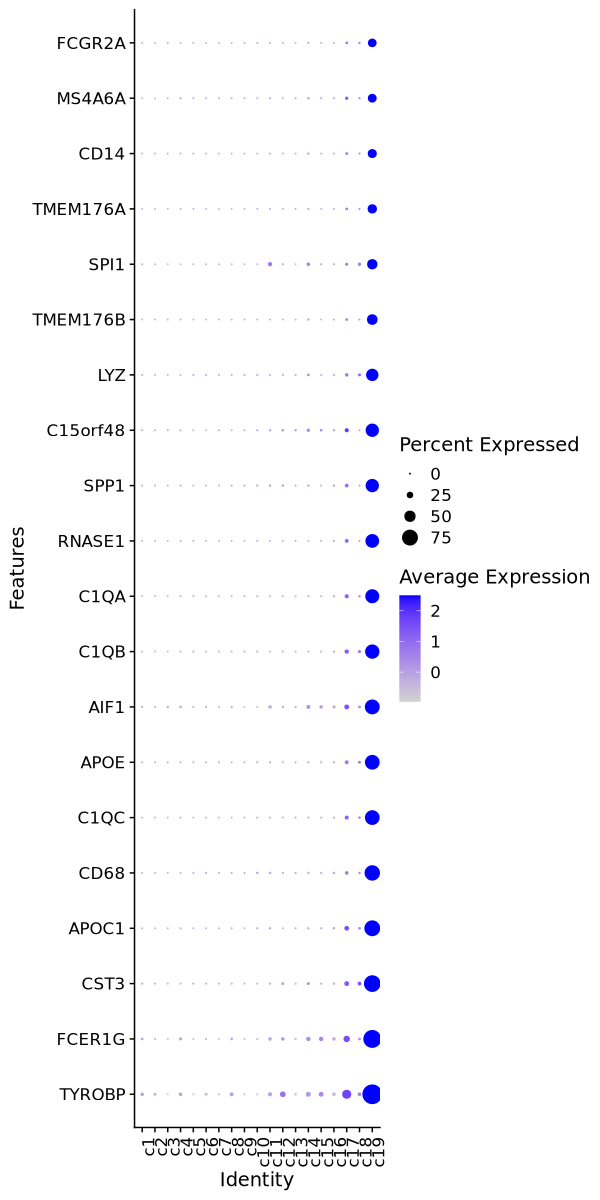 FCGR2A
MS4A6A
CD14
TMEM176A
SPI1
TMEM176B
LYZ
C15orf48
SPP1
RNASE1
C1QA
C1QB
AIF1
APOE
C1QC
CD68
APOC1
CST3
FCER1G
TYROBP
Features
c1 c2 c3 c4 c5 c6 c7 c8 c9 c10 c11 c12 c13 c14 c15 c16 c17 c18 c19
Identity
Percent Expressed
0
25
50
75
Average Expression
2
1
0